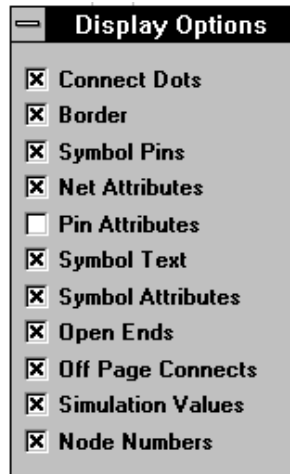 Display Options
Connect Dots
Border
Symbol Pins
Net Attributes
Pin Attributes
Symbol Text
Symbol Attributes
Open Ends
Off Page Connects
Simulation Values
Node Numbers